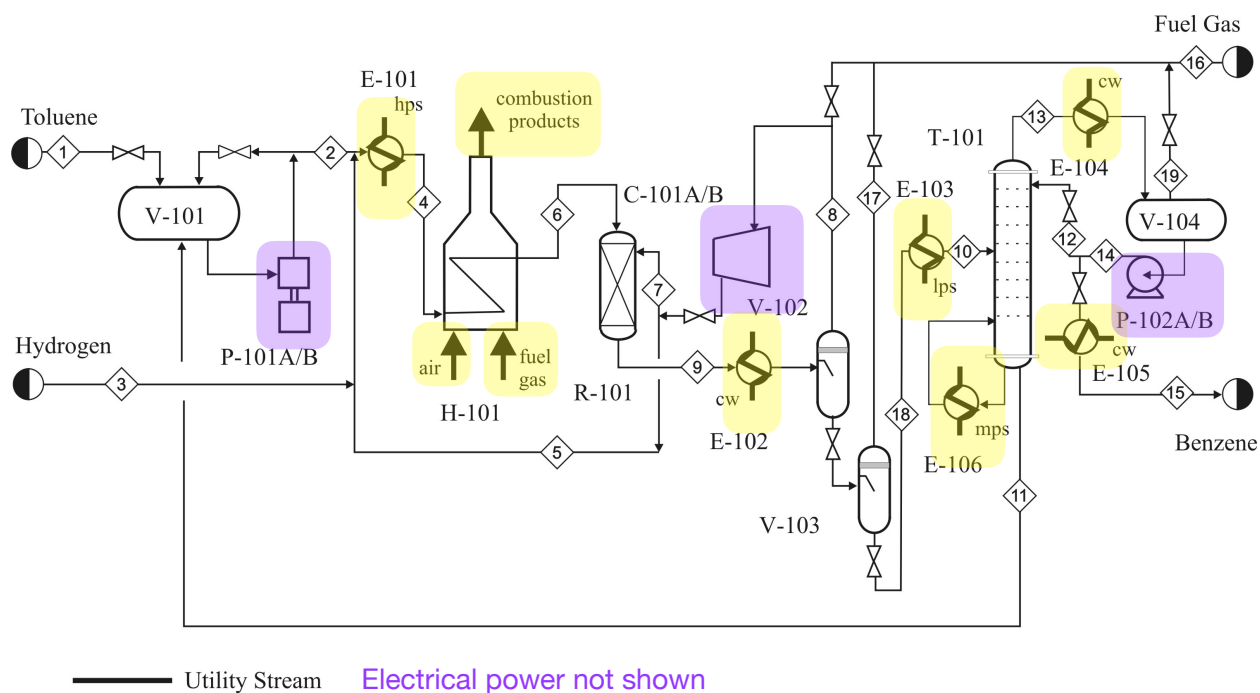 Fuel Gas
16
E-101
hps
combustion
products
cw
13
Toluene
1
2
T-101
E-104
V-101
4
6
C-101A/B
E-103
17
19
8
V-104
12
14
10
lps
7
V-102
P-102A/B
P-101A/B
air
fuel
gas
Hydrogen
3
H-101
R-101
9
cw
E-102
18
mps
E-106
cw
E-105
15
Benzene
5
11
V-103
Utility Stream
Electrical power not shown